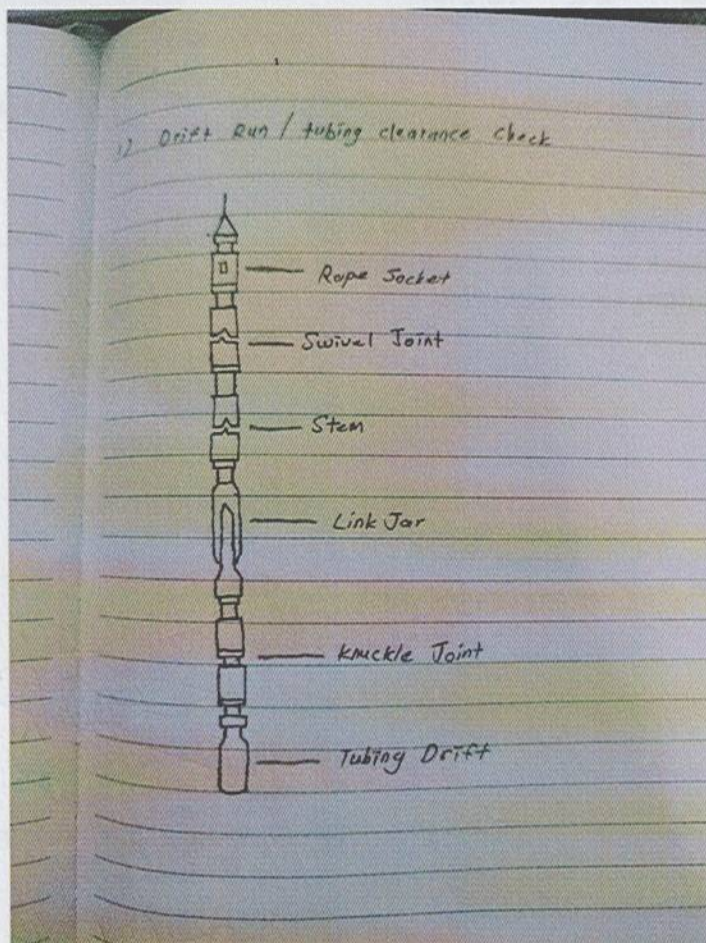 1) Drift Run / tubing clearance check
Rope Socket
Swivel Joint
Stem
Link Jar
Knuckle Joint
Tubing Drift